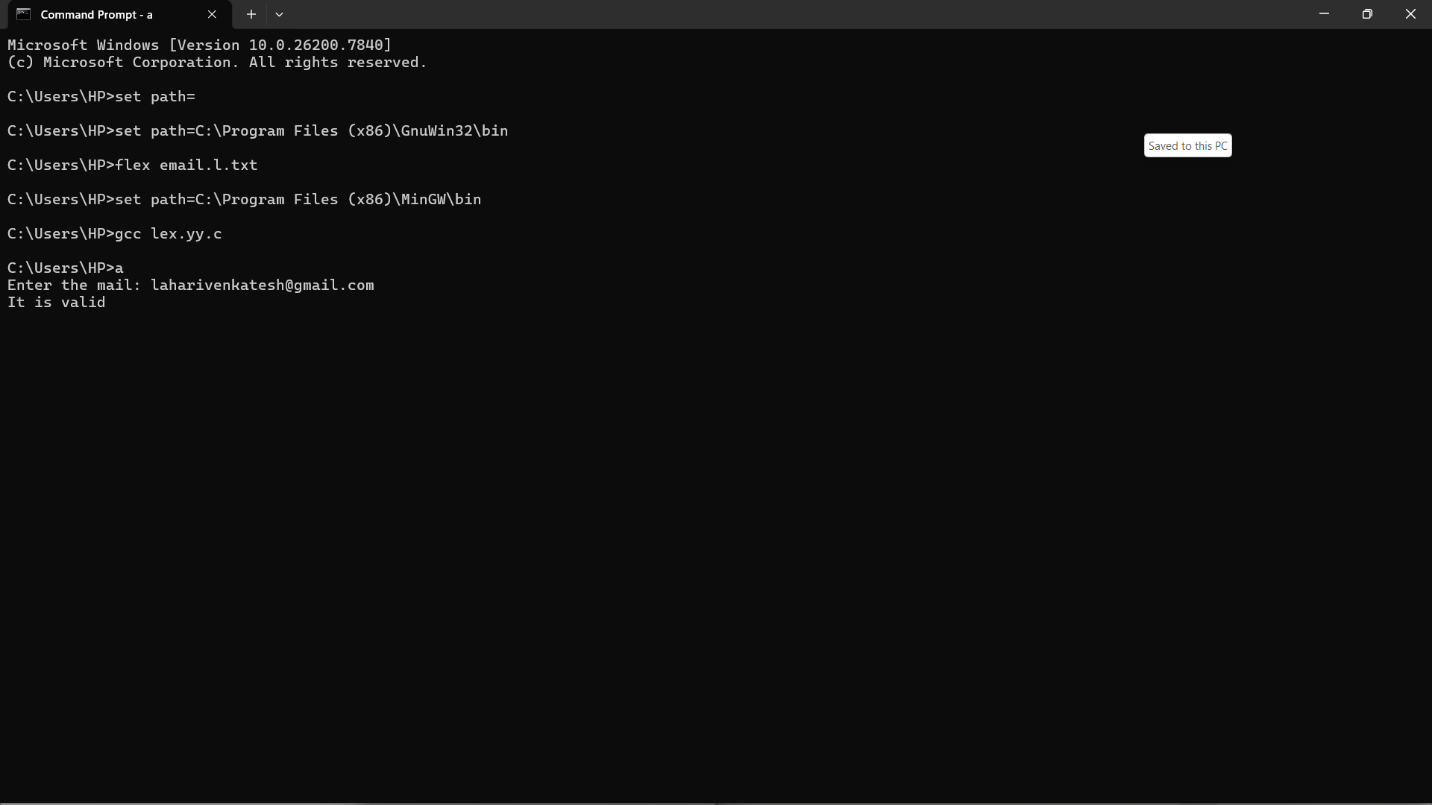 Command Prompt - a
Microsoft Windows [Version 10.0.26200.7840]
(c) Microsoft Corporation. All rights reserved.
C:\Users\HP>set path=
C:\Users\HP>set path=C:\Program Files (x86)\GnuWin32\bin
Saved to this PC
C:\Users\HP>flex email.l.txt
C:\Users\HP>set path=C:\Program Files (x86)\MinGW\bin
C:\Users\HP>gcc lex.yy.c
C:\Users\HP>a
Enter the mail: laharivenkatesh@gmail.com
It is valid